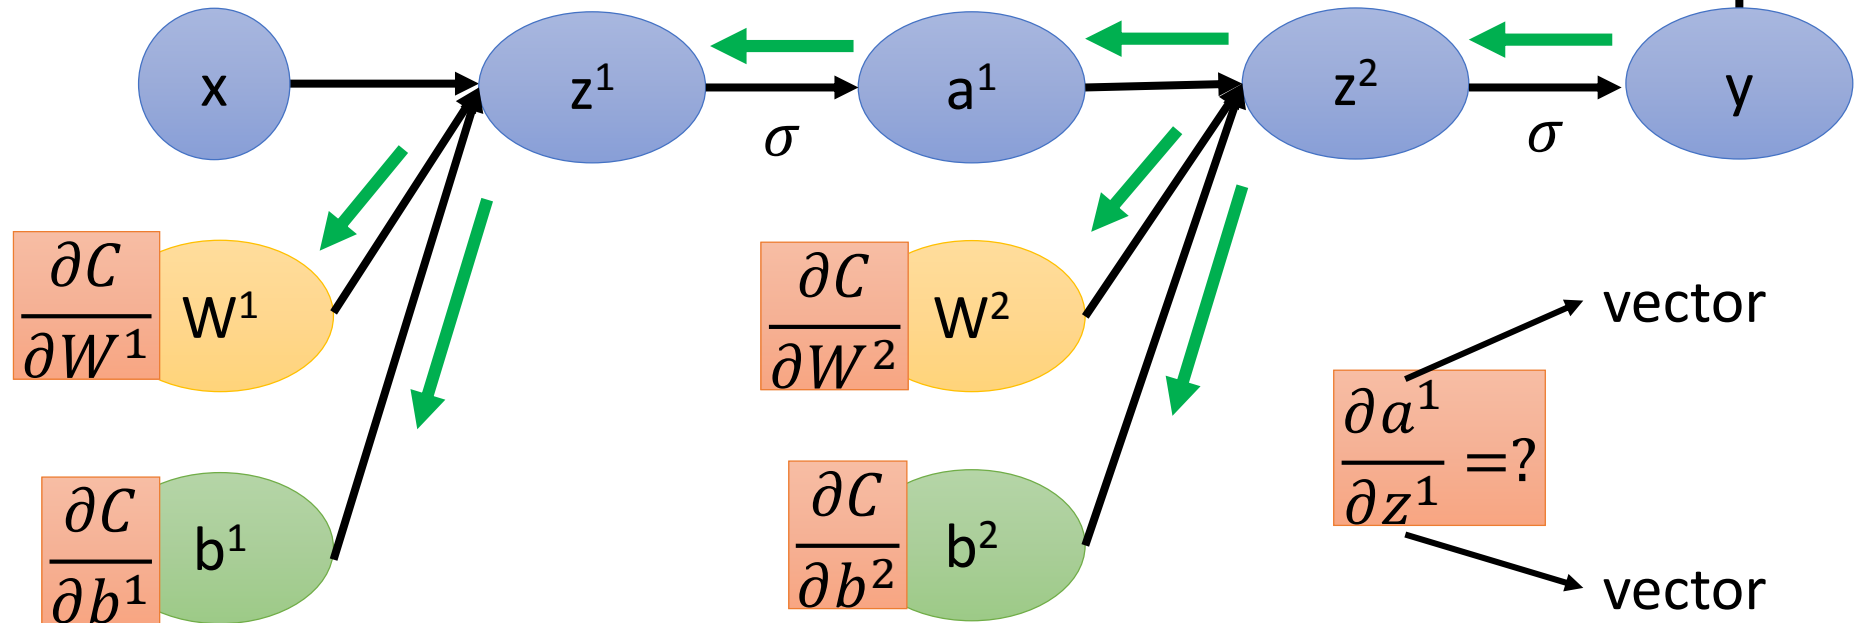 x
z¹
a¹
z²
y
σ
σ
∂C
∂W¹
W¹
∂C
∂W²
W²
vector
∂a¹
∂z¹
=?
∂C
∂b¹
b¹
∂C
∂b²
b²
vector